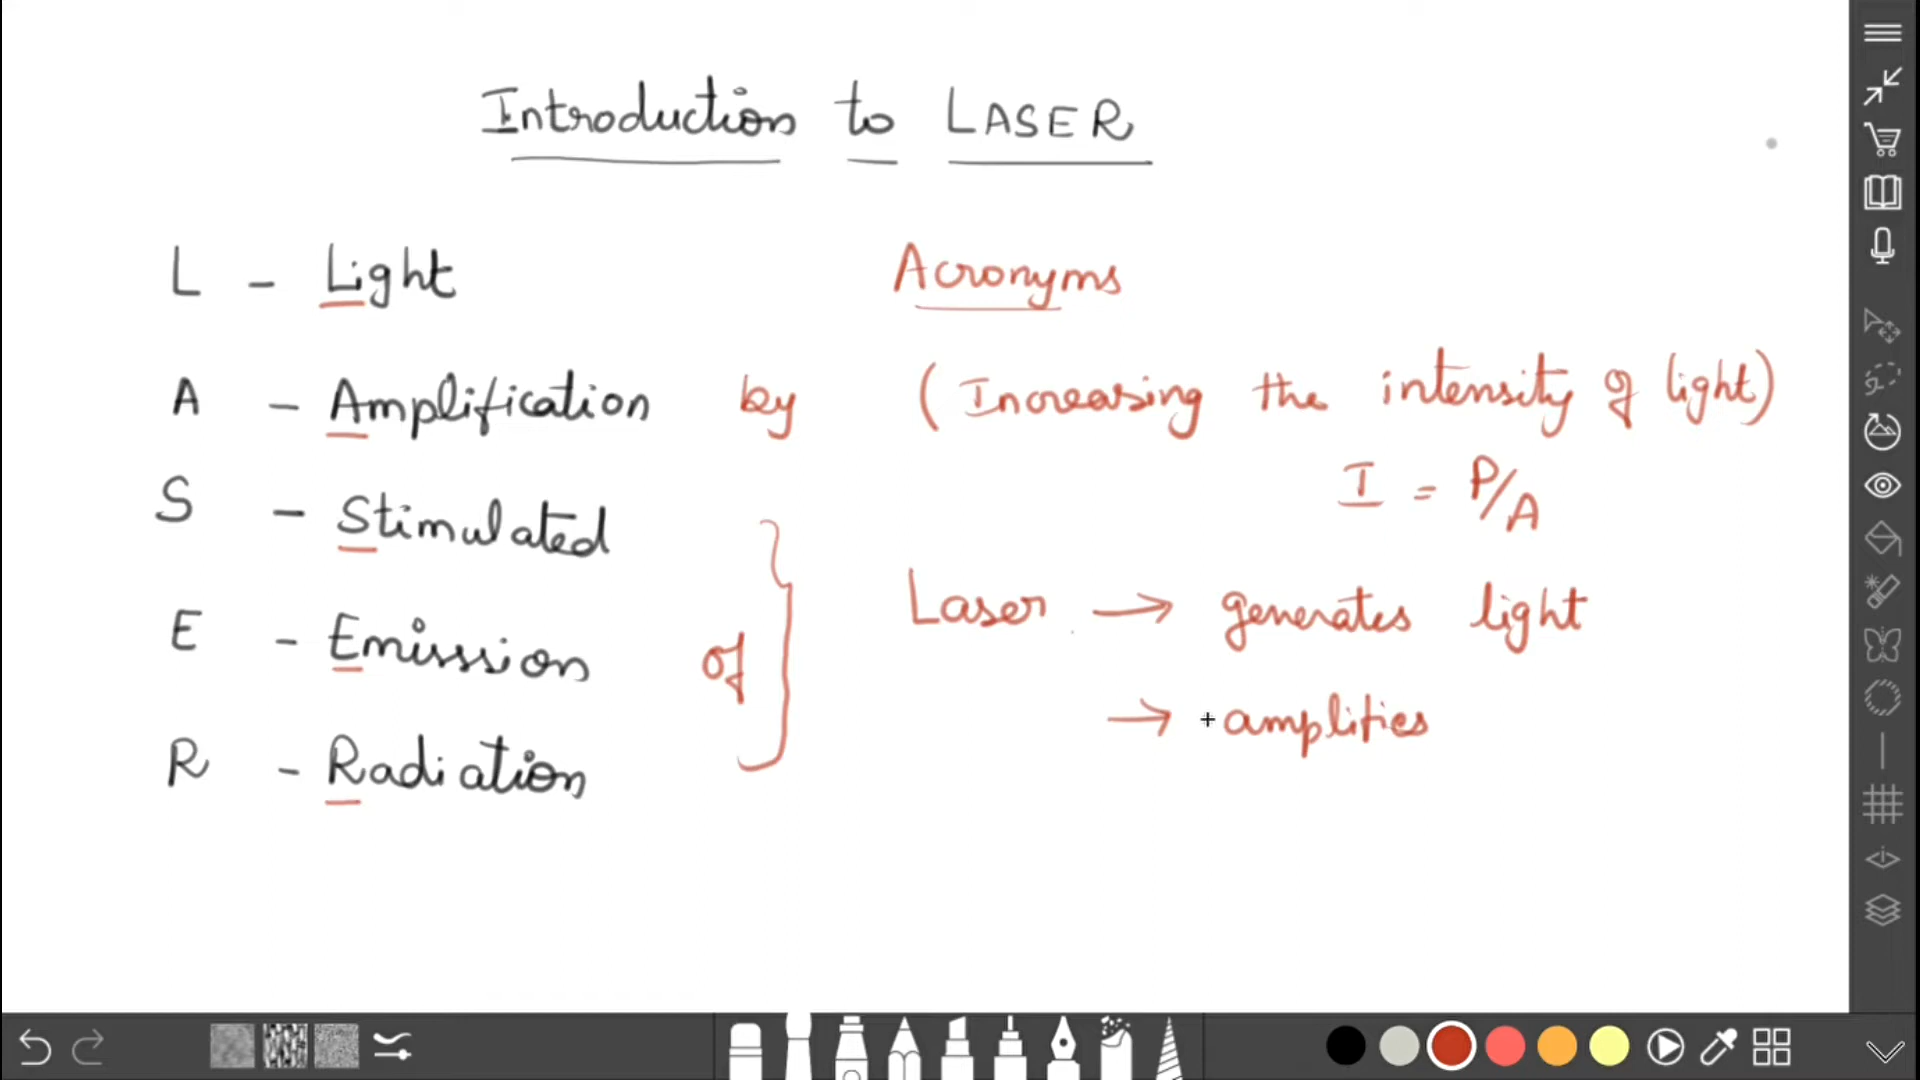 Introduction to LASER
L - Light
Acronyms
A - Amplification by
(Increasing the intensity of light)
I = P/A
S - Stimulated
Laser → generates light
E - Emission of
→ amplifies
R - Radiation